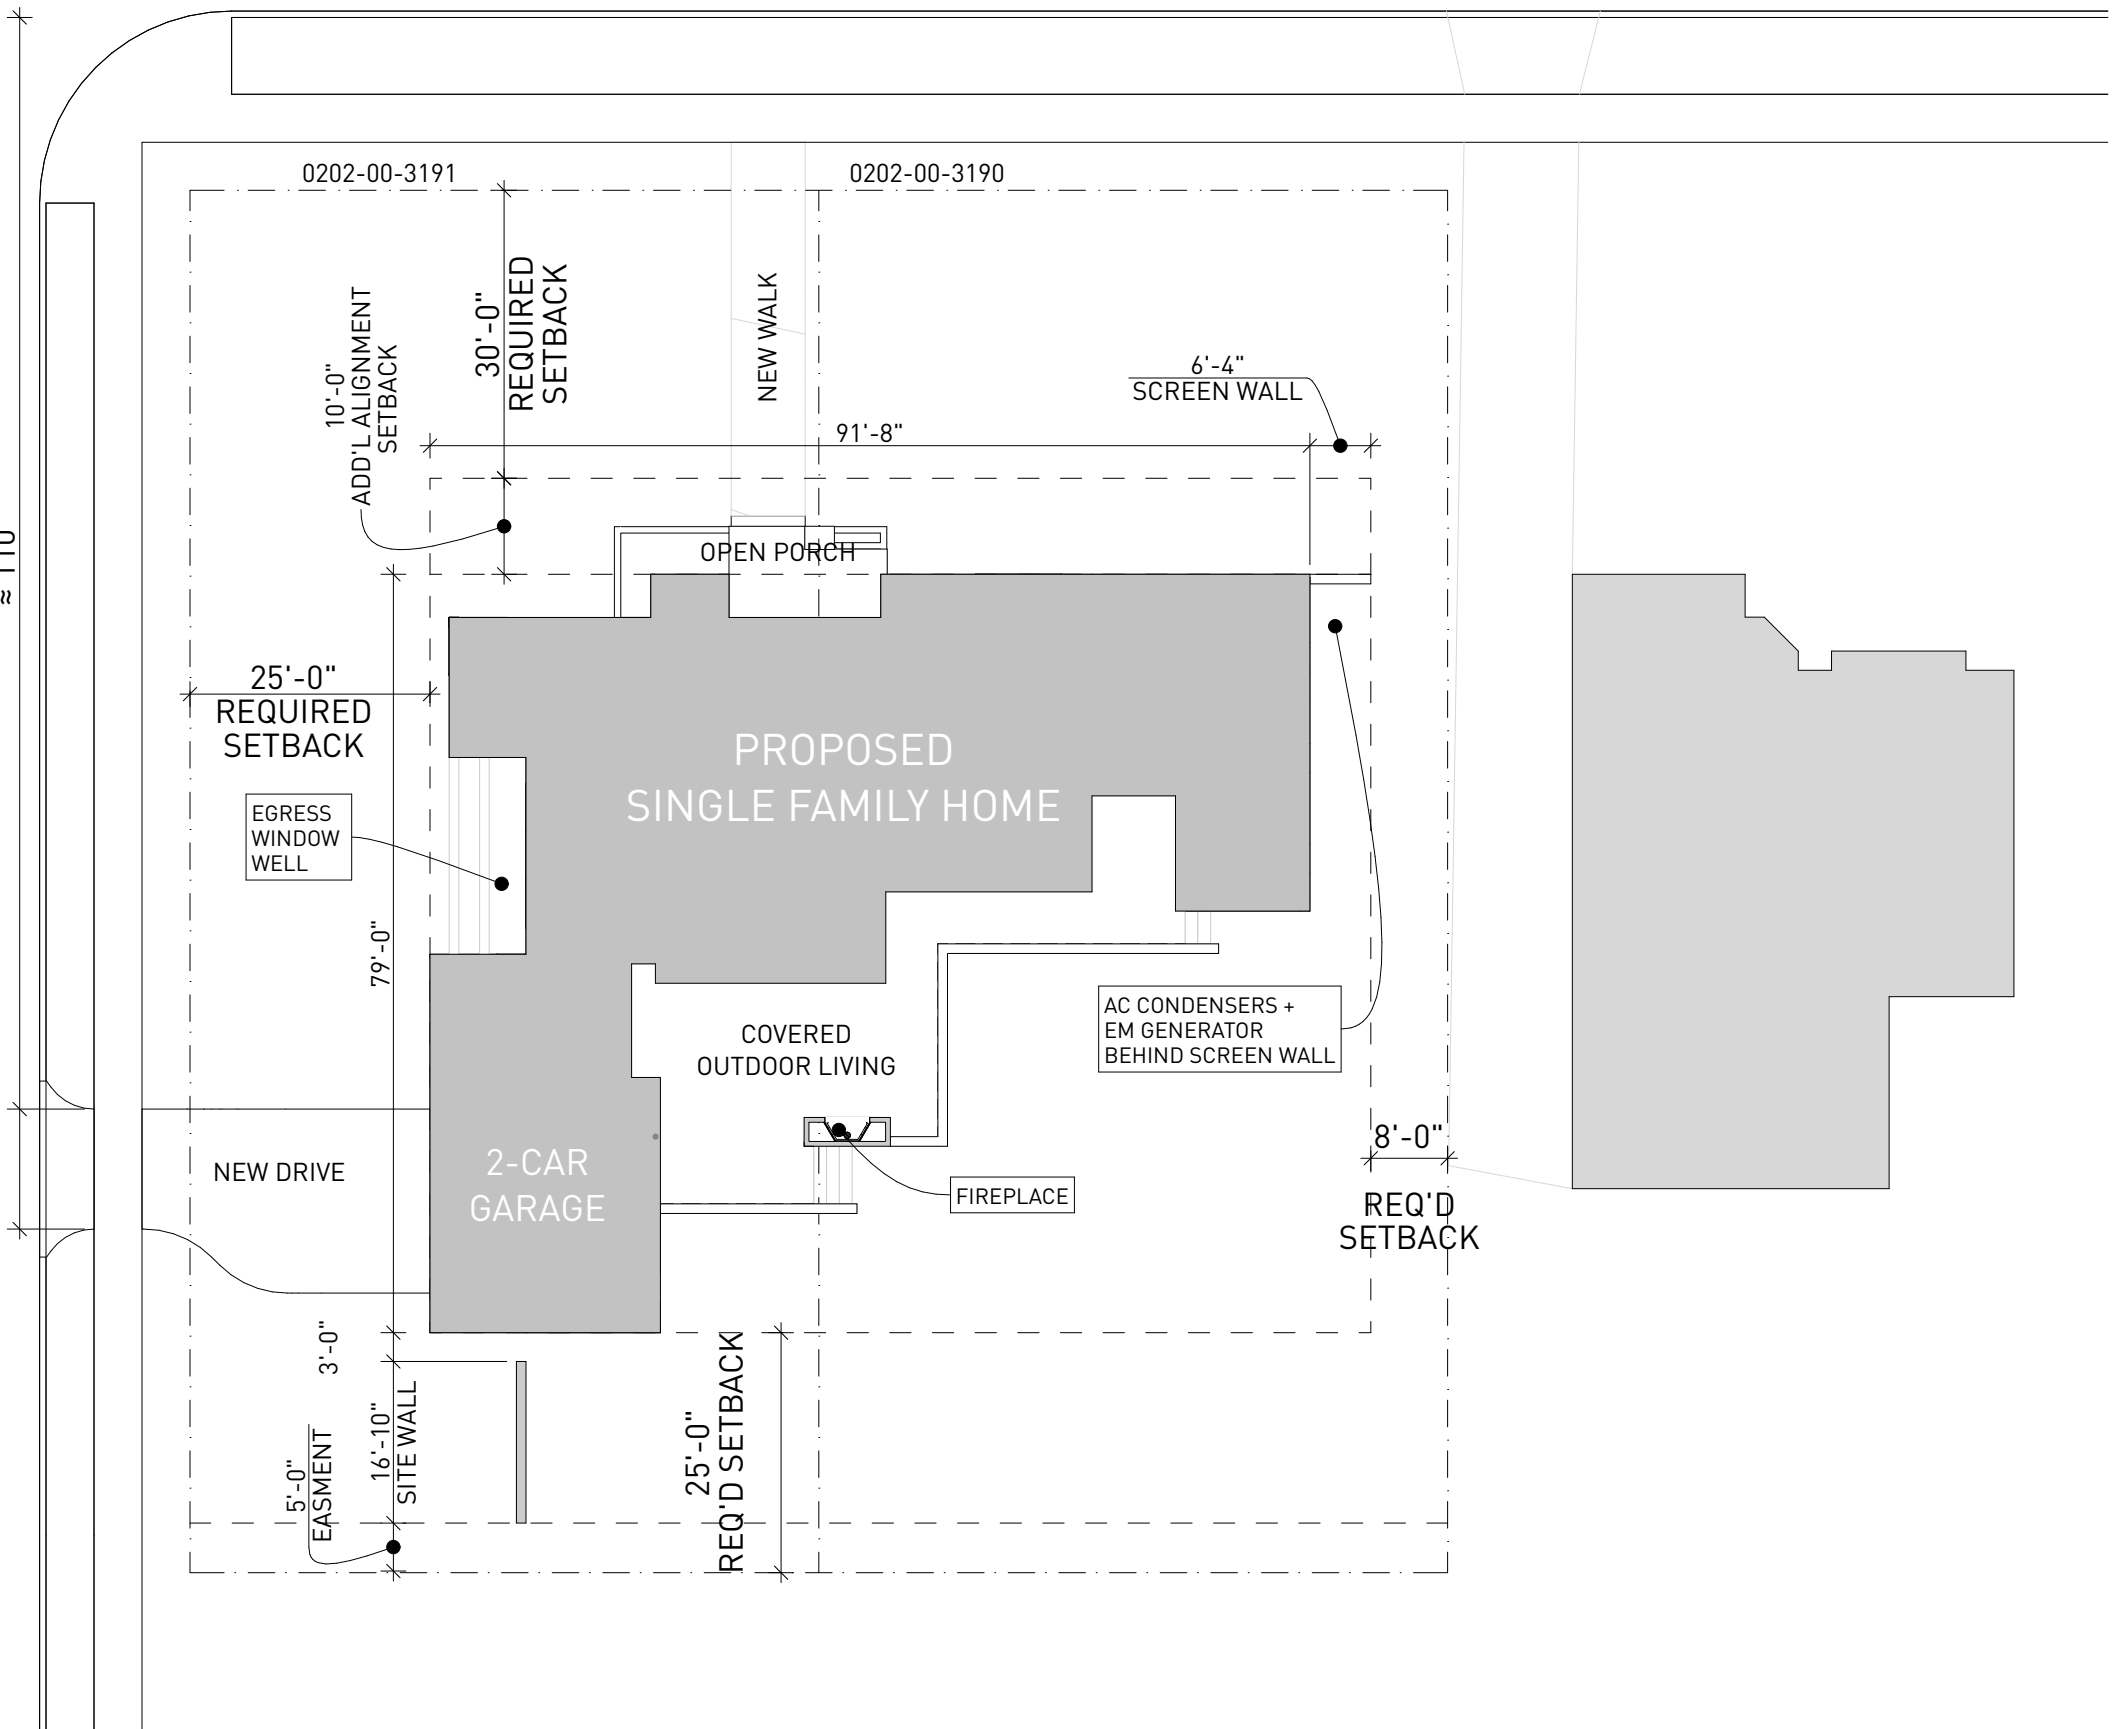 0202-00-3191
0202-00-3190
30'-0"
REQUIRED
SETBACK
10'-0"
ADD'L ALIGNMENT
SETBACK
NEW WALK
6'-4"
SCREEN WALL
91'-8"
OPEN PORCH
≈ 110
25'-0"
REQUIRED
SETBACK
PROPOSED
SINGLE FAMILY HOME
EGRESS
WINDOW
WELL
79'-0"
AC CONDENSERS +
EM GENERATOR
BEHIND SCREEN WALL
COVERED
OUTDOOR LIVING
8'-0"
REQ'D
SETBACK
NEW DRIVE
2-CAR
GARAGE
FIREPLACE
3'-0"
16'-10"
SITE WALL
5'-0"
EASMENT
25'-0"
REQ'D SETBACK